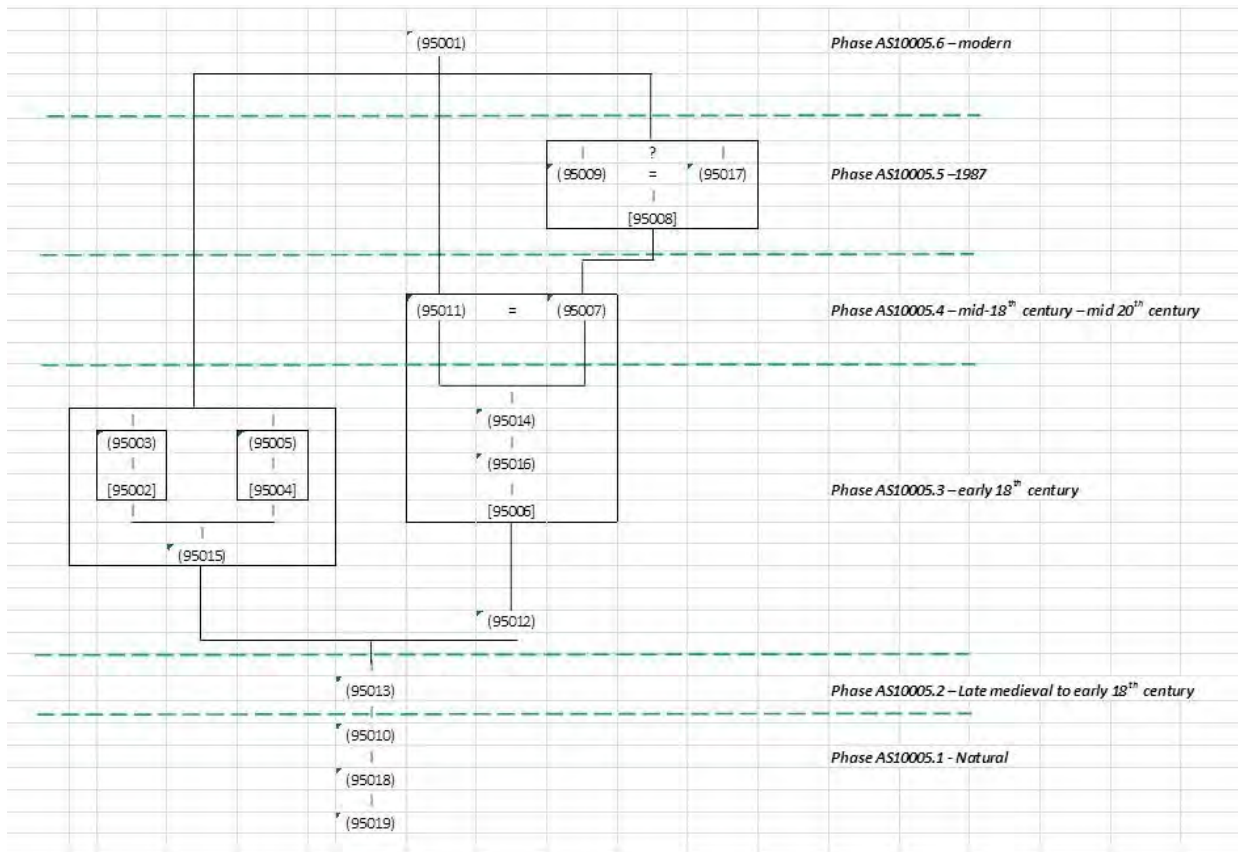 (95001) Phase AS10005.6 – modern
?
(95009) = (95017) Phase AS10005.5 –1987
[95008]
(95011) = (95007) Phase AS10005.4 – mid-18th century – mid 20th century
(95014)
(95003) (95005)
(95016)
[95002] [95004] Phase AS10005.3 – early 18th century
[95006]
(95015)
(95012)
(95013) Phase AS10005.2 – Late medieval to early 18th century
(95010)
Phase AS10005.1 - Natural
(95018)
(95019)